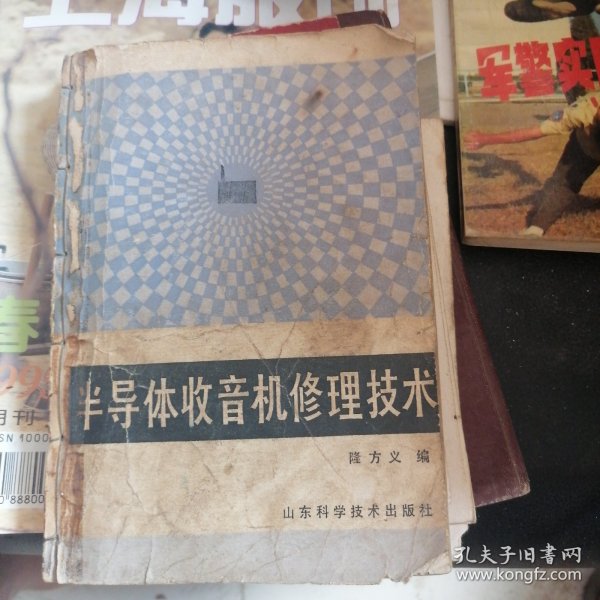 上海服
军警实
春
199
月刊
SN 1000
088800
半导体收音机修理技术
隆方义 编
山东科学技术出版社
孔夫子旧书网
www.kongfz.com